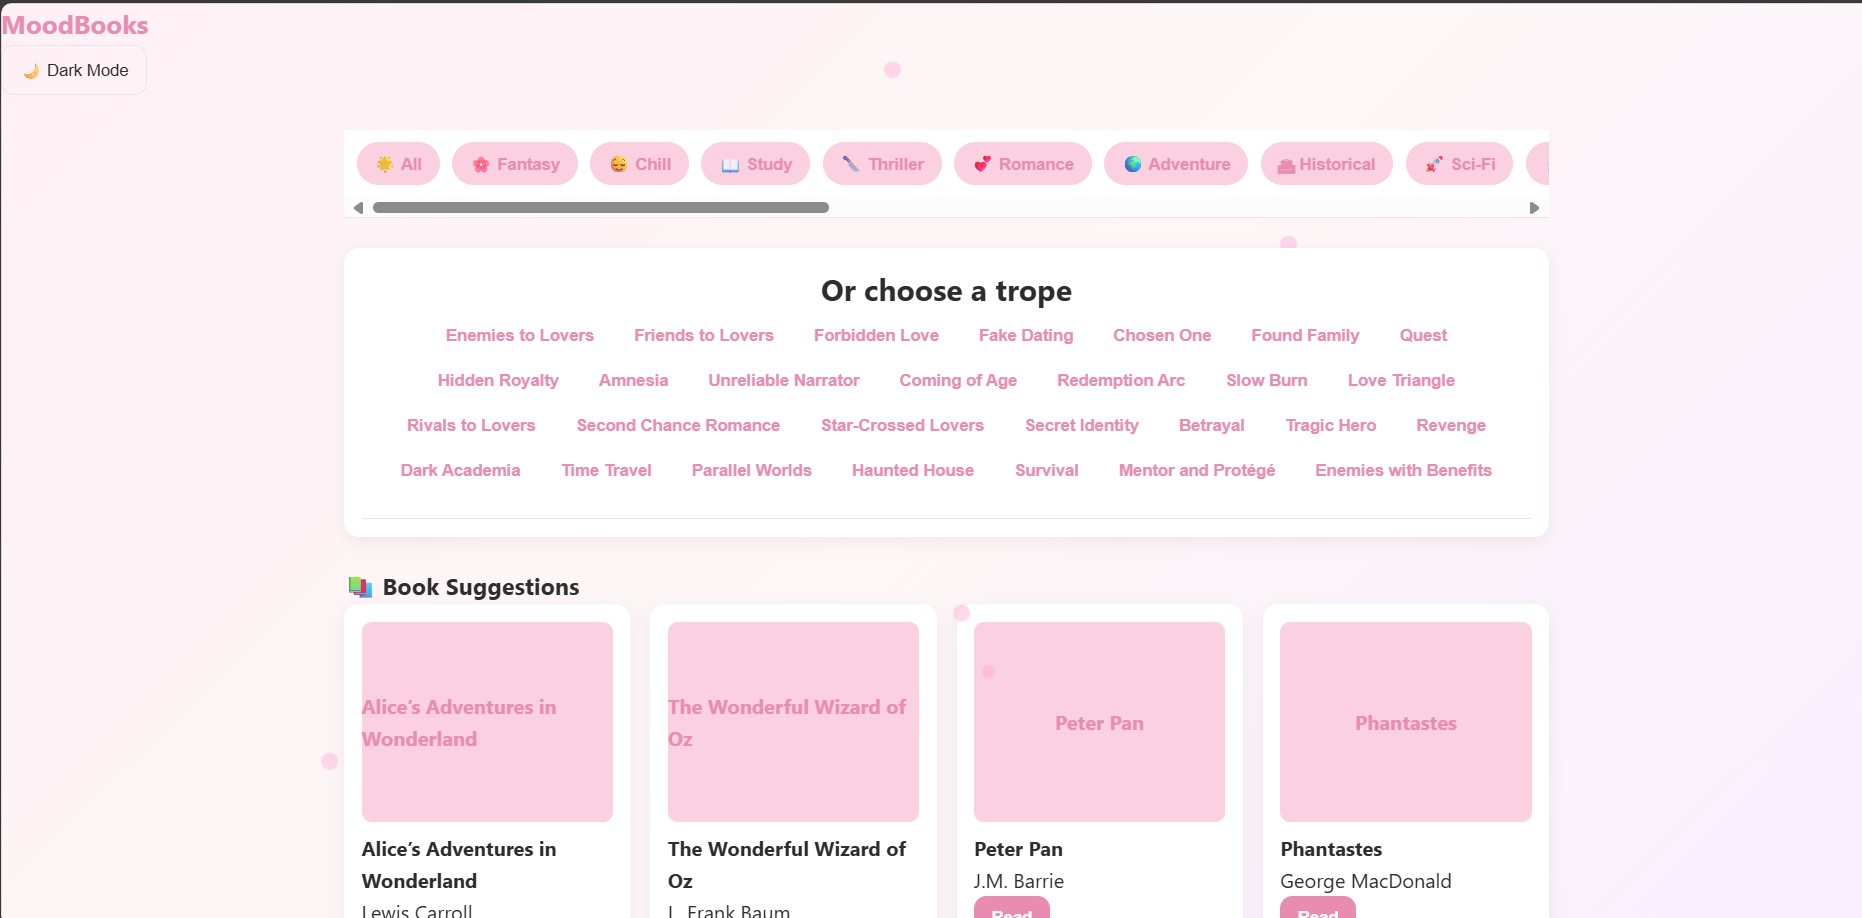 MoodBooks
🌙 Dark Mode
🌟 All 🌸 Fantasy 😌 Chill 📖 Study 🔪 Thriller 💕 Romance 🌍 Adventure 🏰 Historical 🚀 Sci-Fi
Or choose a trope
Enemies to Lovers Friends to Lovers Forbidden Love Fake Dating Chosen One Found Family Quest
Hidden Royalty Amnesia Unreliable Narrator Coming of Age Redemption Arc Slow Burn Love Triangle
Rivals to Lovers Second Chance Romance Star-Crossed Lovers Secret Identity Betrayal Tragic Hero Revenge
Dark Academia Time Travel Parallel Worlds Haunted House Survival Mentor and Protégé Enemies with Benefits
📚 Book Suggestions
Alice’s Adventures in
Wonderland
The Wonderful Wizard of
Oz
Peter Pan
Phantastes
Alice’s Adventures in
Wonderland
Lewis Carroll
The Wonderful Wizard of
Oz
L. Frank Baum
Peter Pan
J.M. Barrie
Read
Phantastes
George MacDonald
Read